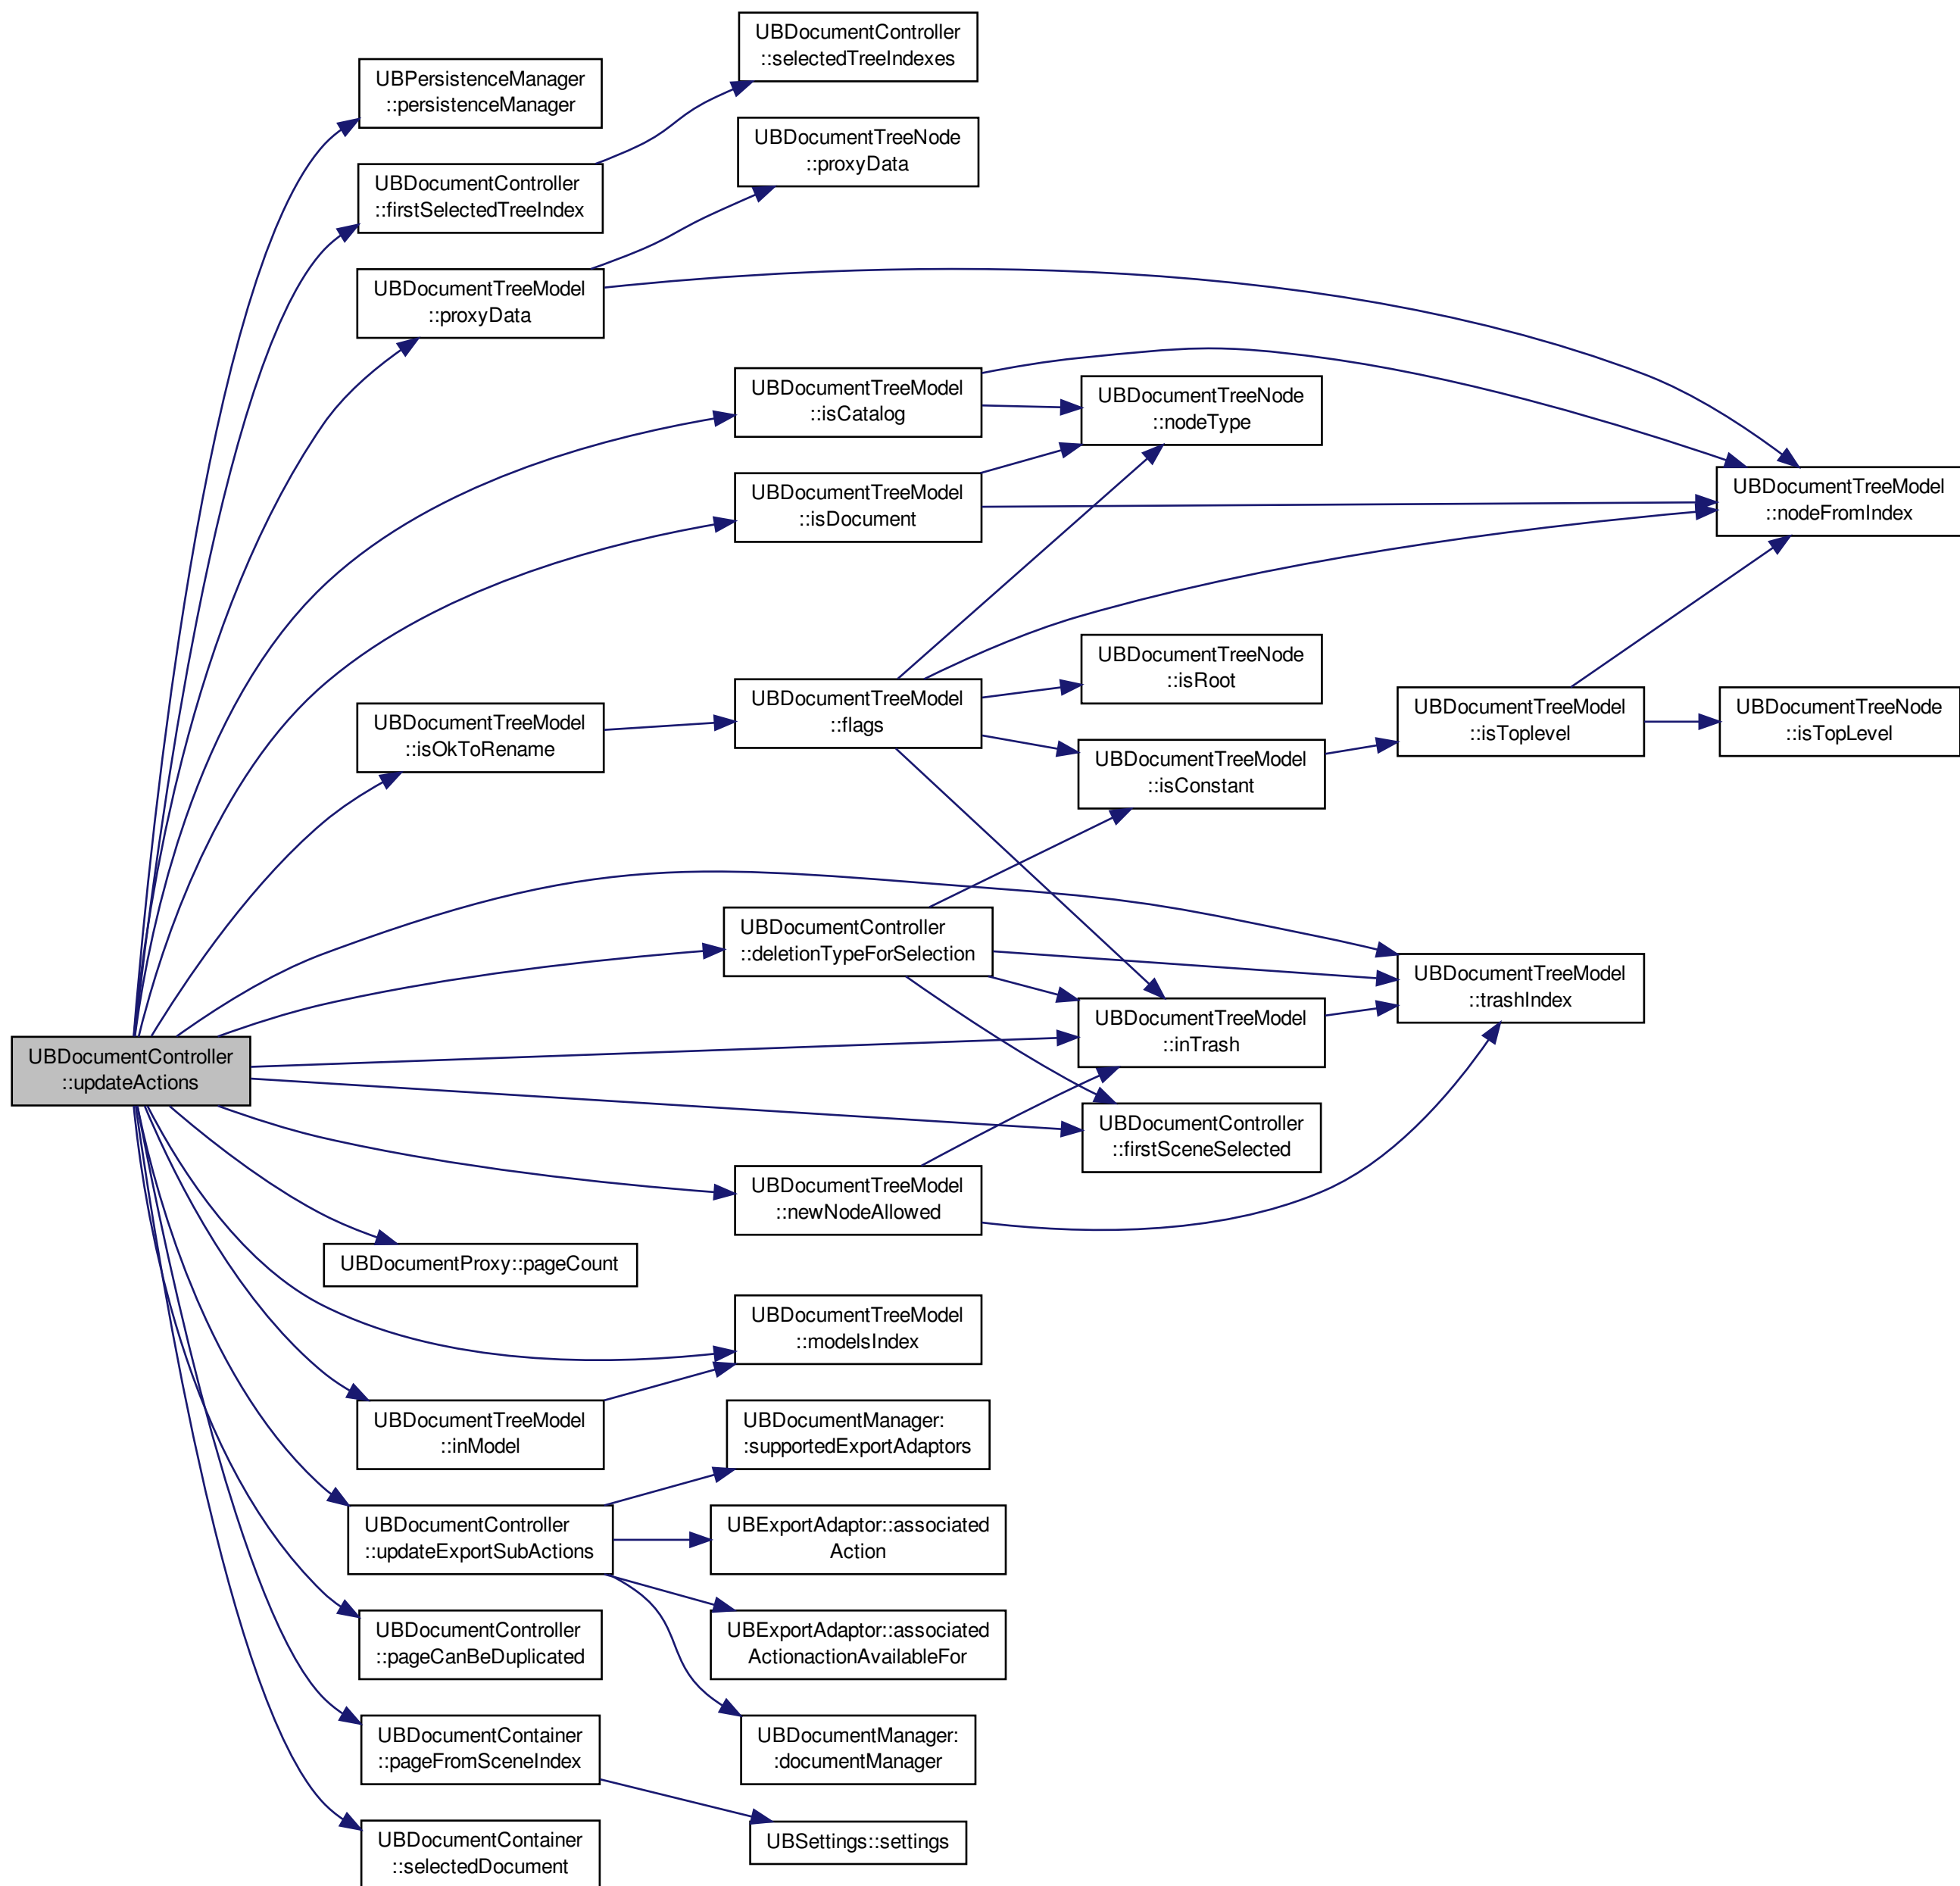 UBDocumentController
::selectedTreeIndexes
UBPersistenceManager
::persistenceManager
UBDocumentTreeNode
::proxyData
UBDocumentController
::firstSelectedTreeIndex
UBDocumentTreeModel
::proxyData
UBDocumentTreeModel
::isCatalog
UBDocumentTreeNode
::nodeType
UBDocumentTreeModel
::isDocument
UBDocumentTreeModel
::nodeFromIndex
UBDocumentTreeNode
::isRoot
UBDocumentTreeModel
::isOkToRename
UBDocumentTreeModel
::flags
UBDocumentTreeModel
::isToplevel
UBDocumentTreeNode
::isTopLevel
UBDocumentTreeModel
::isConstant
UBDocumentController
::deletionTypeForSelection
UBDocumentTreeModel
::trashIndex
UBDocumentTreeModel
::inTrash
UBDocumentController
::updateActions
UBDocumentController
::firstSceneSelected
UBDocumentTreeModel
::newNodeAllowed
UBDocumentProxy::pageCount
UBDocumentTreeModel
::modelsIndex
UBDocumentTreeModel
::inModel
UBDocumentManager:
:supportedExportAdaptors
UBDocumentController
::updateExportSubActions
UBExportAdaptor::associated
Action
UBDocumentController
::pageCanBeDuplicated
UBExportAdaptor::associated
ActionactionAvailableFor
UBDocumentContainer
::pageFromSceneIndex
UBDocumentManager:
:documentManager
UBSettings::settings
UBDocumentContainer
::selectedDocument